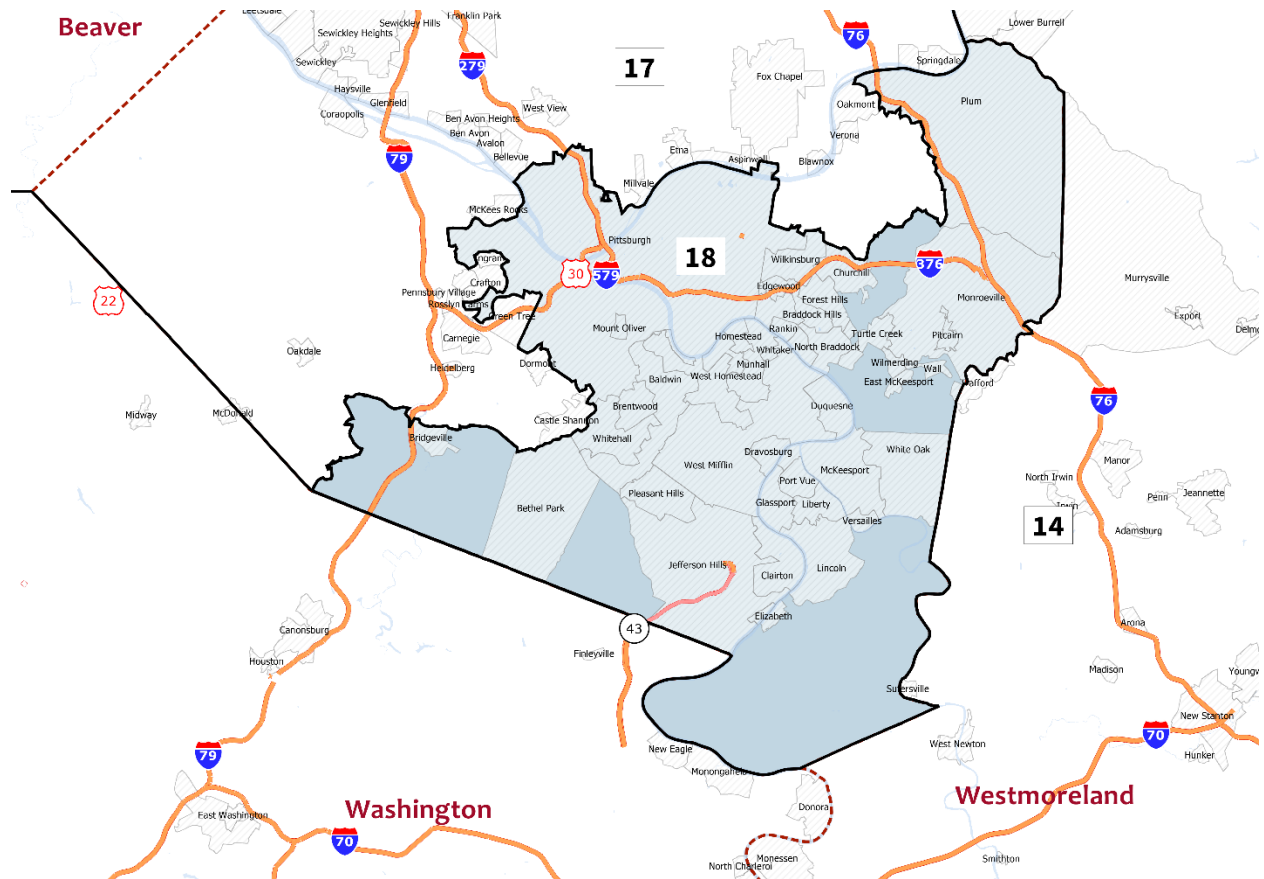 Leetsdale
Sewickley Hills
Franklin Park
Beaver
Sewickley Heights
76
Lower Burrell
Sewickley
279
17
Springdale
Haysville
Fox Chapel
Glenfield
West View
Plum
Coraopolis
Oakmont
Ben Avon Heights
Ben Avon
Verona
Avalon
Etna
Bellevue
Aspinwall
Blawnox
79
Millvale
McKees Rocks
Pittsburgh
18
Wilkinsburg
Ingram
30
579
Churchill
376
Murrysville
Crafton
Edgewood
22
Pennsbury Village
Forest Hills
Monroeville
Rosslyn Farms
Braddock Hills
Export
Green Tree
Mount Oliver
Rankin
Delmont
Carnegie
Homestead
Turtle Creek
Pitcairn
Whitaker
North Braddock
Oakdale
Munhall
Wilmerding
Heidelberg
Dormont
Wall
Baldwin
West Homestead
East McKeesport
Trafford
76
Midway
McDonald
Brentwood
Duquesne
Castle Shannon
Bridgeville
Whitehall
White Oak
Dravosburg
Manor
West Mifflin
McKeesport
North Irwin
Port Vue
Pleasant Hills
Penn
Jeannette
Bethel Park
Glassport
Liberty
Irwin
Versailles
14
Adamsburg
Jefferson Hills
Lincoln
Clairton
Elizabeth
Arona
43
Canonsburg
Finleyville
Houston
Madison
Youngw
Sutersville
New Stanton
70
West Newton
New Eagle
79
Hunker
Monongahela
Washington
Westmoreland
Donora
East Washington
70
Monessen
Smithton
North Charleroi